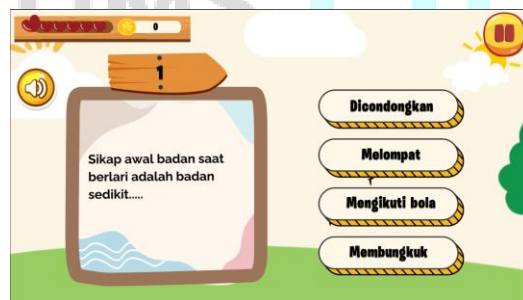 0
1
Sikap awal badan saat
berlari adalah badan
sedikit.....
Dicondongkan
Melompat
Mengikuti bola
Membungkuk